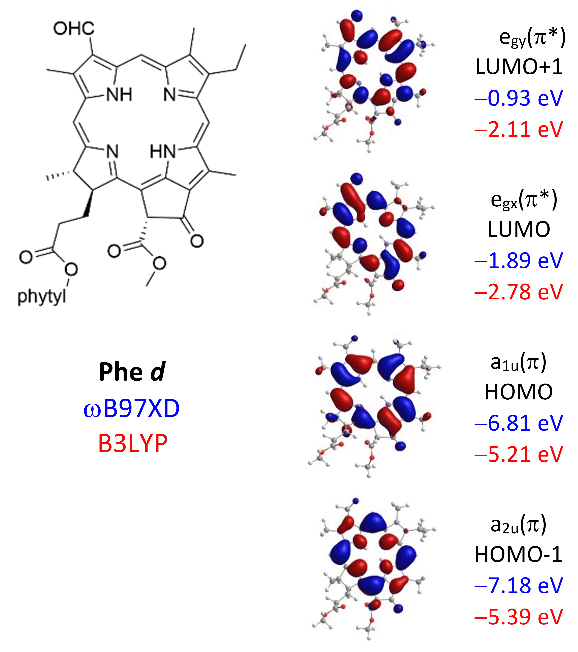 OHC
NH
N
N
HN
O
O
O
O
O
phytyl
Phe d
ωB97XD
B3LYP
e_gy(π*)
LUMO+1
−0.93 eV
−2.11 eV
e_gx(π*)
LUMO
−1.89 eV
−2.78 eV
a_1u(π)
HOMO
−6.81 eV
−5.21 eV
a_2u(π)
HOMO-1
−7.18 eV
−5.39 eV